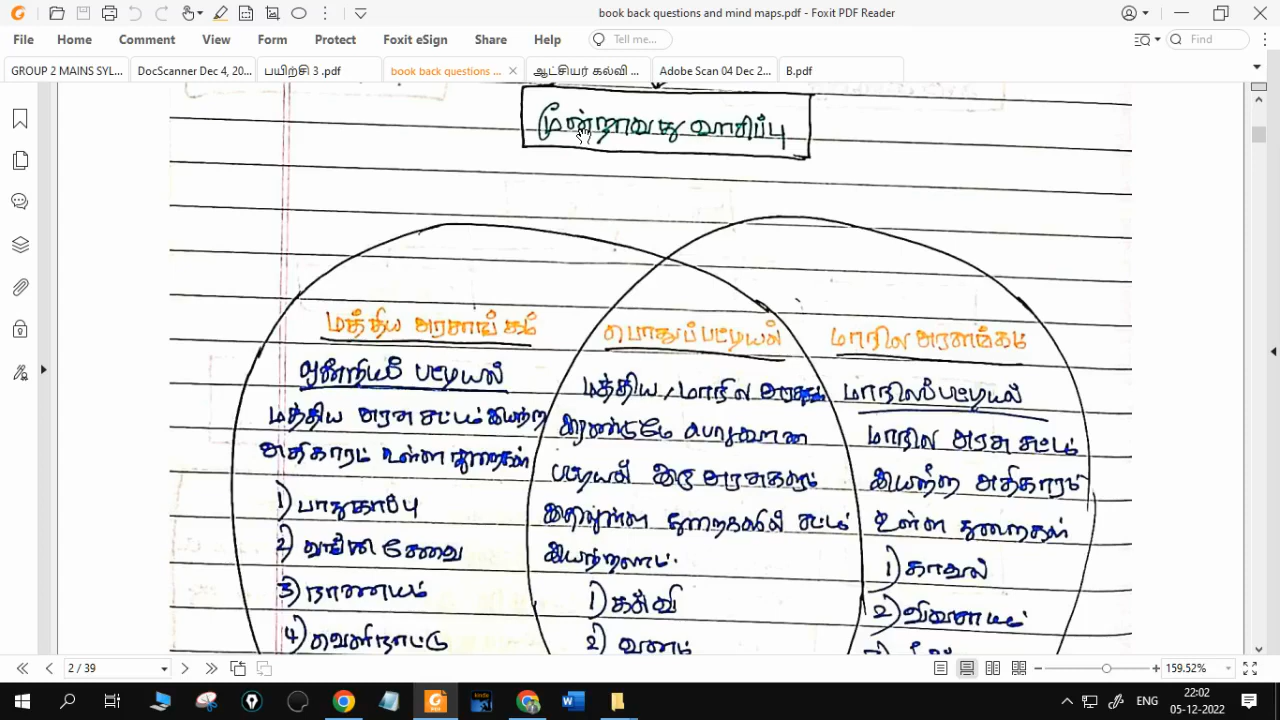 book back questions and mind maps.pdf - Foxit PDF Reader
File Home Comment View Form Protect Foxit eSign Share Help Tell me... Find
GROUP 2 MAINS SYL... DocScanner Dec 4, 20... பயிற்சி 3 .pdf book back questions ... ஆட்சியர் கல்வி ... Adobe Scan 04 Dec 2... B.pdf
மூன்றாவது வாசிப்பு
மத்திய அரசாங்கம்
ஒன்றியப் பட்டியல்
மத்திய அரசு சட்டம் இயற்ற
அதிகாரம் உள்ள துறைகள்
1) பாதுகாப்பு
2) வங்கி சேவை
3) நாணயம்
4) வெளிநாட்டு
பொதுப்பட்டியல்
மத்திய / மாநில அரசு
இரண்டுமே பொதுவான
பட்டியல் இரு அரசுகளும்
இதிலுள்ள துறைகளில் சட்டம்
இயற்றலாம்.
1) கல்வி
2) வனம்
மாநில அரசாங்கம்
மாநிலப்பட்டியல்
மாநில அரசு சட்டம்
இயற்ற அதிகாரம்
உள்ள துறைகள்
1) காவல்
2) விவசாயம்
2 / 39
159.52%
ENG
22:02
05-12-2022